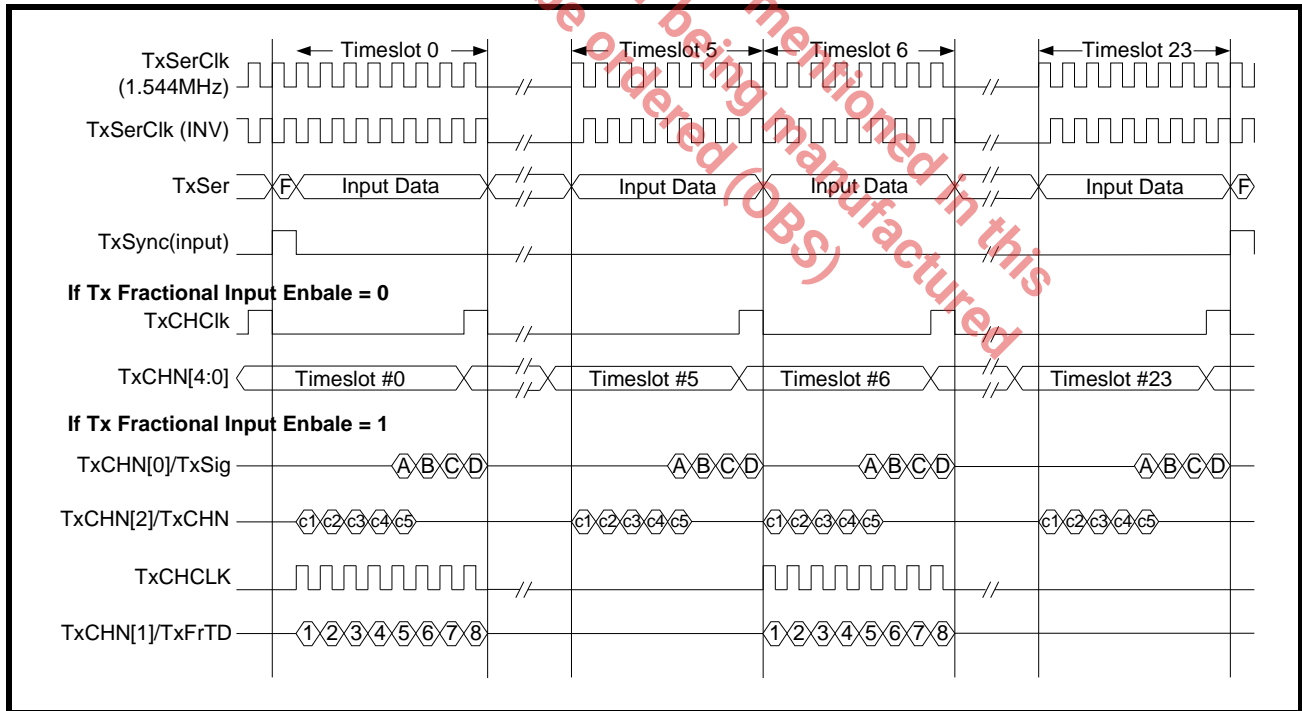 Timeslot 0 Timeslot 5 Timeslot 6 Timeslot 23
TxSerClk
(1.544MHz)
TxSerClk (INV)
TxSer F Input Data Input Data Input Data Input Data F
TxSync(input)
If Tx Fractional Input Enbale = 0
TxCHClk
TxCHN[4:0] Timeslot #0 Timeslot #5 Timeslot #6 Timeslot #23
If Tx Fractional Input Enbale = 1
TxCHN[0]/TxSig A B C D A B C D A B C D A B C D
TxCHN[2]/TxCHN c1 c2 c3 c4 c5 c1 c2 c3 c4 c5 c1 c2 c3 c4 c5 c1 c2 c3 c4 c5
TxCHCLK
TxCHN[1]/TxFrTD 1 2 3 4 5 6 7 8 1 2 3 4 5 6 7 8
mentioned in this
being manufactured
be ordered (OBS)